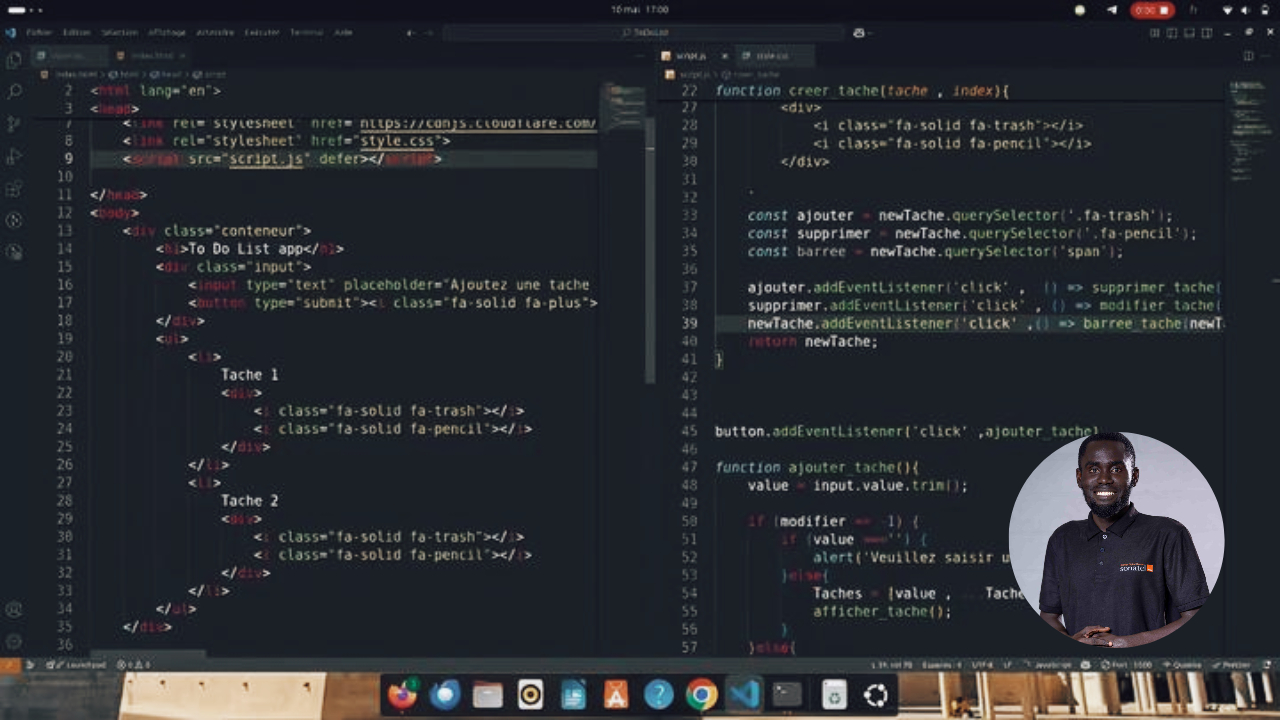 10 mai 17:00
Fichier Edition Sélection Affichage Atteindre Exécuter Terminal Aide
ToDoList
index.html
script.js
style.css
2 <html lang="en">
3 <head>
7 <link rel="stylesheet" href="https://cdnjs.cloudflare.com/
8 <link rel="stylesheet" href="style.css">
9 <script src="script.js" defer></script>
10
11 </head>
12 <body>
13 <div class="conteneur">
14 <h1>To Do List app</h1>
15 <div class="input">
16 <input type="text" placeholder="Ajoutez une tache
17 <button type="submit"><i class="fa-solid fa-plus">
18 </div>
19 <ul>
20 <li>
21 Tache 1
22 <div>
23 <i class="fa-solid fa-trash"></i>
24 <i class="fa-solid fa-pencil"></i>
25 </div>
26 </li>
27 <li>
28 Tache 2
29 <div>
30 <i class="fa-solid fa-trash"></i>
31 <i class="fa-solid fa-pencil"></i>
32 </div>
33 </li>
34 </ul>
35 </div>
36
22 function creer_tache(tache , index){
27 <div>
28 <i class="fa-solid fa-trash"></i>
29 <i class="fa-solid fa-pencil"></i>
30 </div>
31
32 `
33 const ajouter = newTache.querySelector('.fa-trash');
34 const supprimer = newTache.querySelector('.fa-pencil');
35 const barree = newTache.querySelector('span');
36
37 ajouter.addEventListener('click' , () => supprimer_tache(
38 supprimer.addEventListener('click' , () => modifier_tache(
39 newTache.addEventListener('click' ,() => barree_tache(newT
40 return newTache;
41 }
42
43
44
45 button.addEventListener('click' ,ajouter_tache)
46
47 function ajouter_tache(){
48 value = input.value.trim();
49
50 if (modifier == -1) {
51 if (value ==='') {
52 alert('Veuillez saisir u
53 }else{
54 Taches = [value , ...Tache
55 afficher_tache();
56 }
57 }else{
sonatel
Launchpad
JavaScript
Prettier